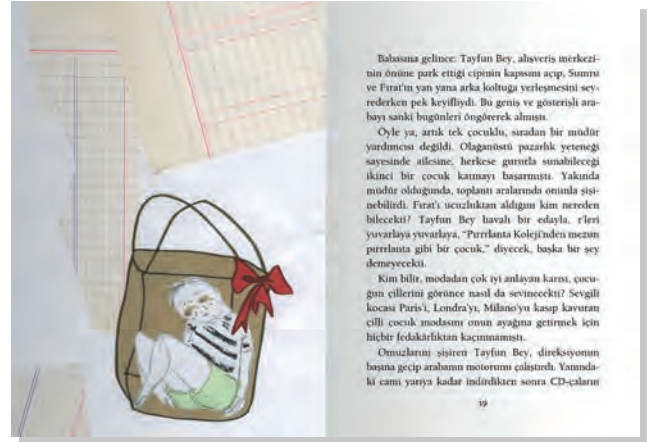 Babasına gelince: Tayfun Bey, alışveriş merkezi-
nin önüne park ettiği cipinin kapısını açıp, Sumru
ve Fırat'ın yan yana arka koltuğa yerleşmesini sey-
rederken pek keyifliydi. Bu geniş ve gösterişli ara-
bayı sanki bugünleri öngörerek almıştı.
Öyle ya, artık tek çocuklu, sıradan bir müdür
yardımcısı değildi. Olağanüstü pazarlık yeteneği
sayesinde ailesine, herkese gururla sunabileceği
ikinci bir çocuk katmayı başarmıştı. Yakında
müdür olduğunda, toplantı aralarında onunla şişi-
nebilirdi. Fırat'ı ucuzluktan aldığını kim nereden
bilecekti? Tayfun Bey havalı bir edayla, r'leri
yuvarlaya yuvarlaya, "Pırrlanta Koleji'nden mezun
pırrlanta gibi bir çocuk," diyecek, başka bir şey
demeyecekti.
Kim bilir, modadan çok iyi anlayan karısı, çocu-
ğun çillerini görünce nasıl da sevinecekti? Sevgili
kocası Paris'i, Londra'yı, Milano'yu kasıp kavuran
çilli çocuk modasını onun ayağına getirmek için
hiçbir fedakârlıktan kaçınmamıştı.
Omuzlarını şişiren Tayfun Bey, direksiyonun
başına geçip arabanın motorunu çalıştırdı. Yanında-
ki camı yarıya kadar indirdikten sonra CD-çaların
19